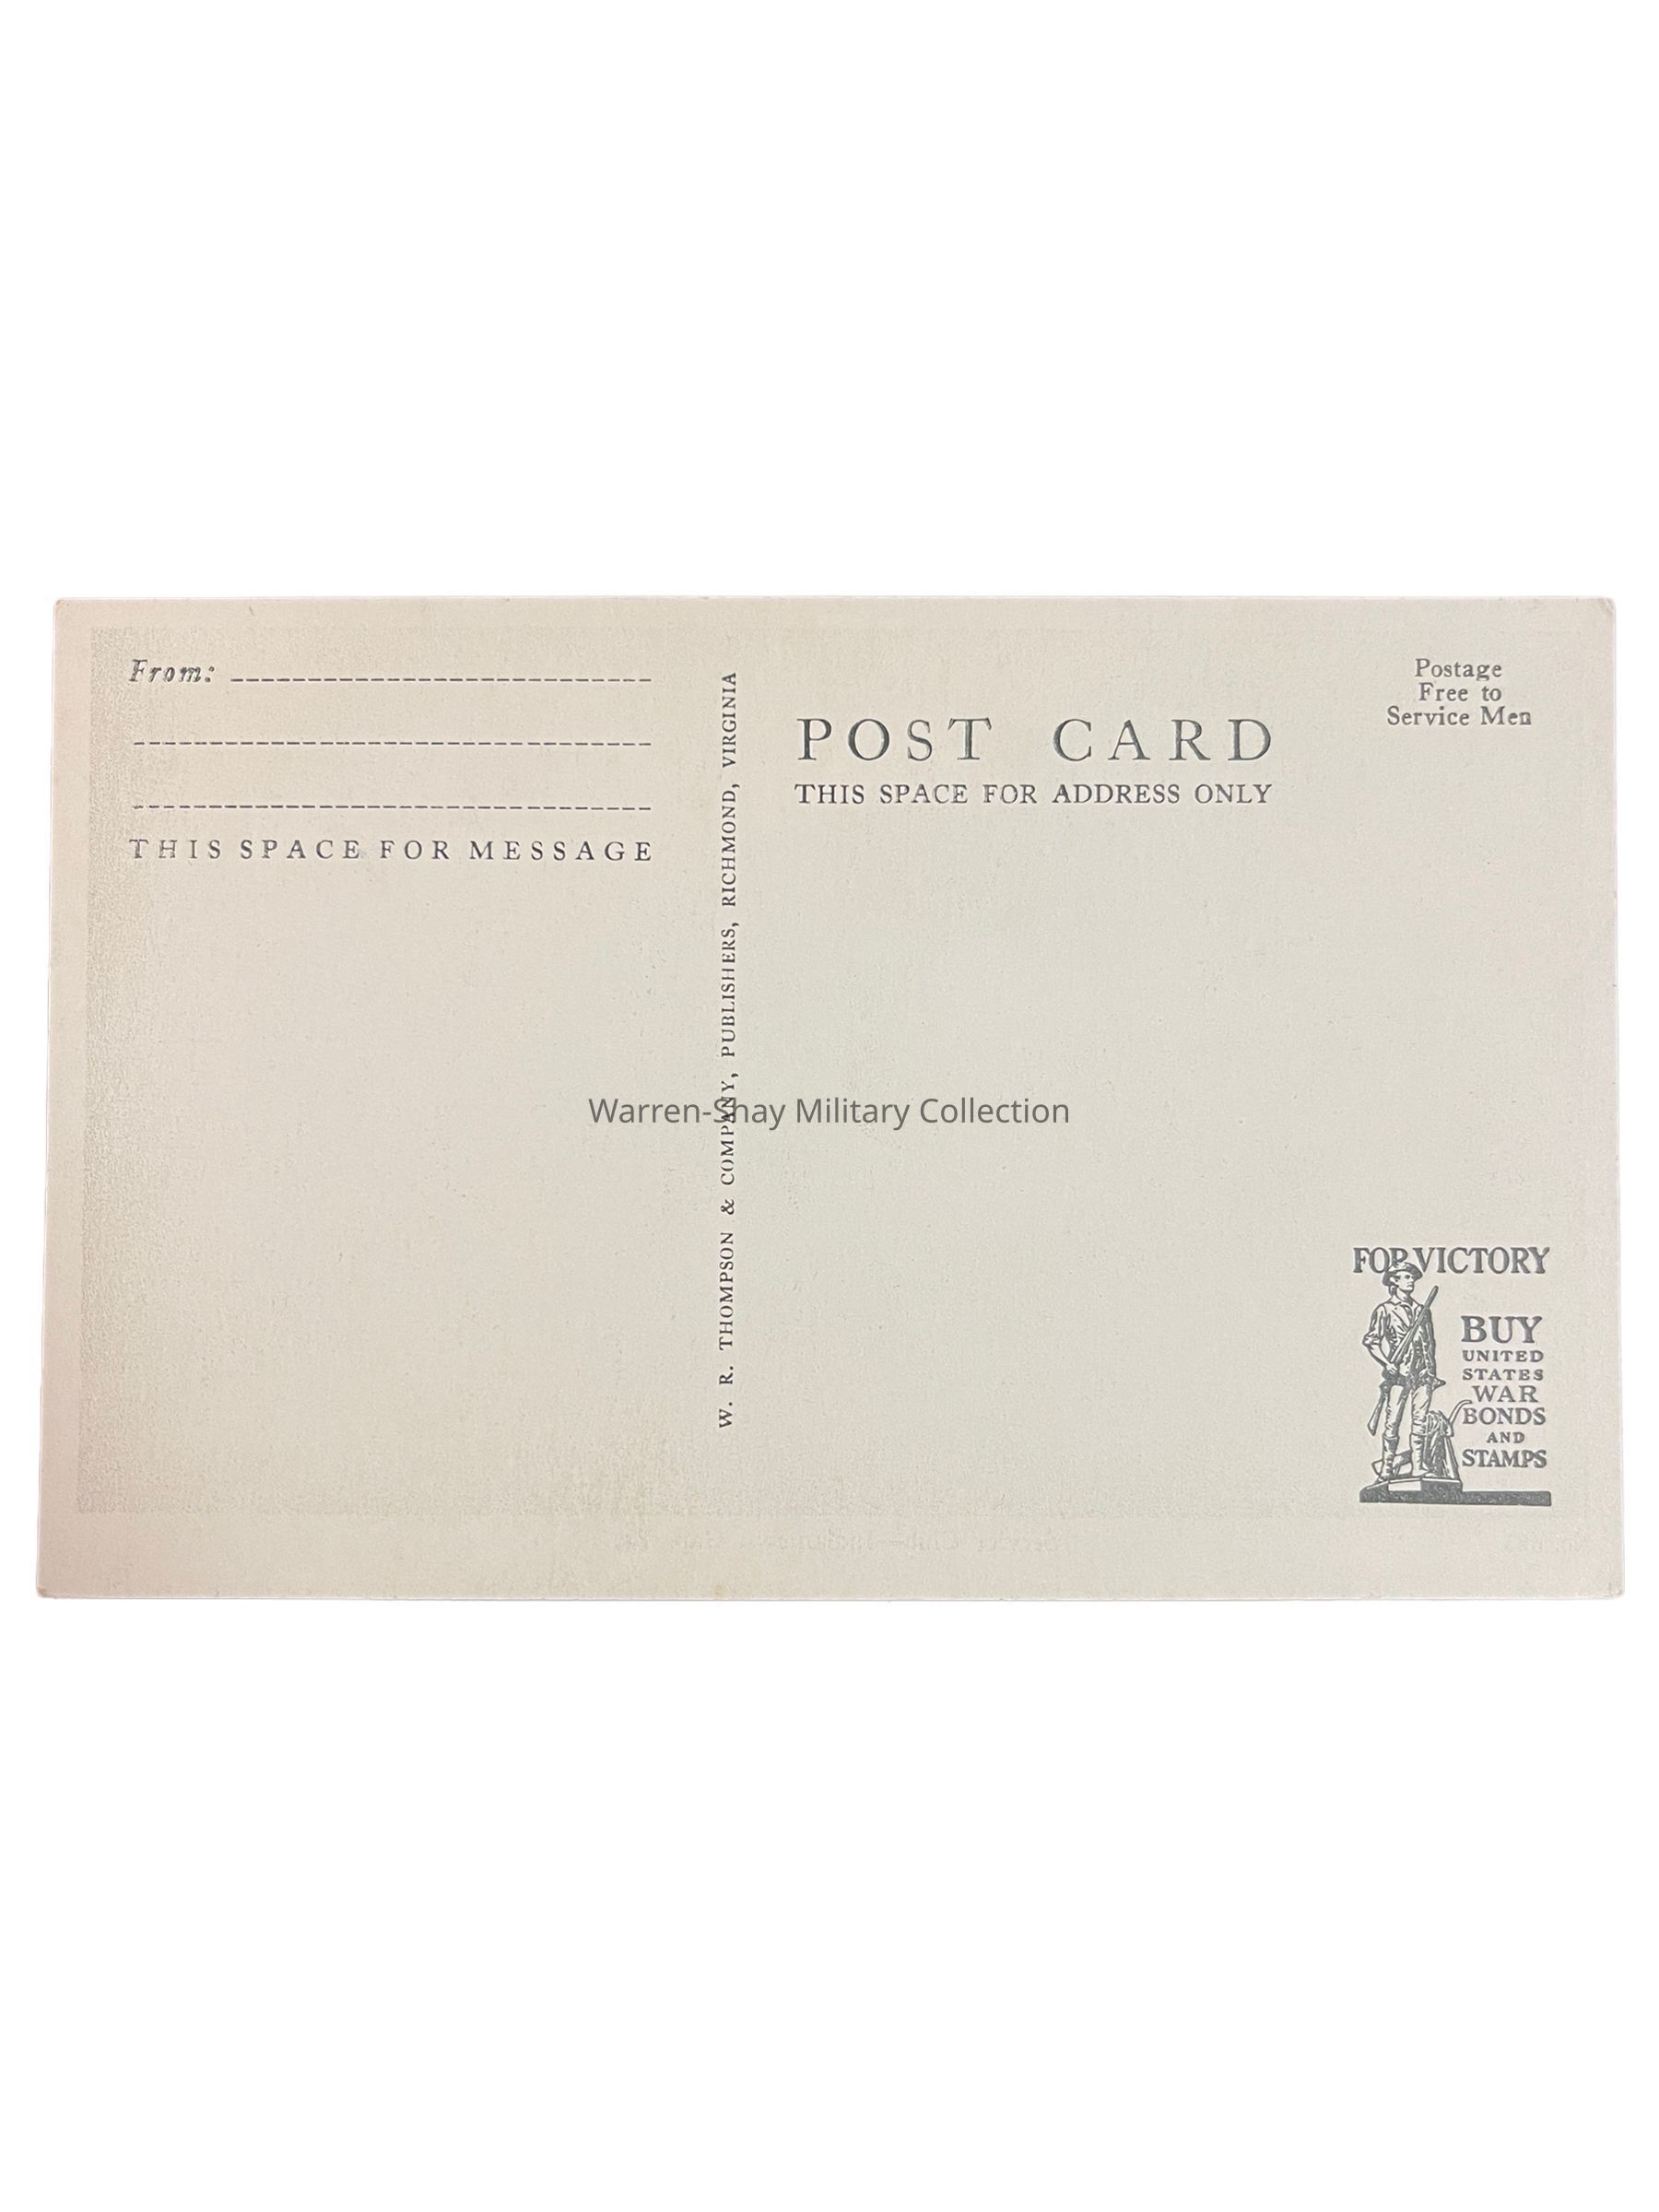 From:
THIS SPACE FOR MESSAGE
W. R. THOMPSON & COMPANY, PUBLISHERS, RICHMOND, VIRGINIA
POST CARD
THIS SPACE FOR ADDRESS ONLY
Postage
Free to
Service Men
Warren-Shay Military Collection
FOR VICTORY
BUY
UNITED
STATES
WAR
BONDS
AND
STAMPS